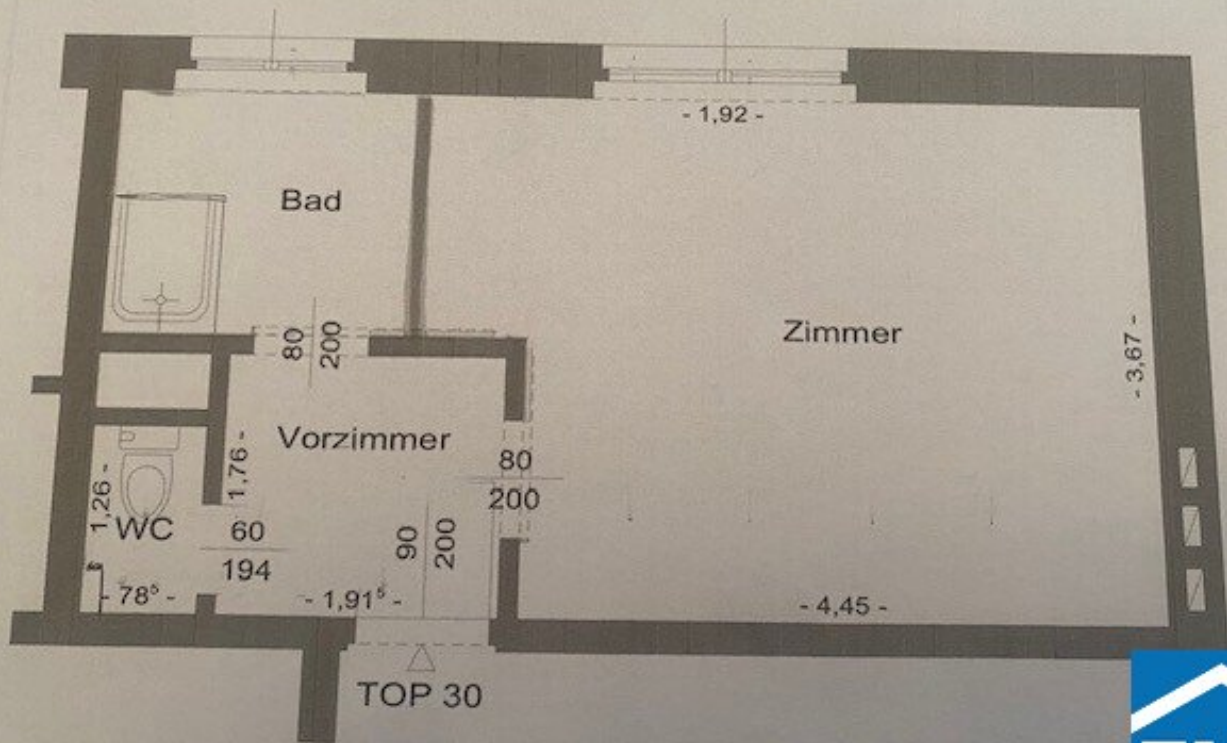 - 1,92 -
Bad
80
200
Zimmer
- 3,67 -
Vorzimmer
1,76 -
80
200
1,26 -
WC
60
194
90
200
- 78⁵ -
- 1,91⁵ -
- 4,45 -
TOP 30